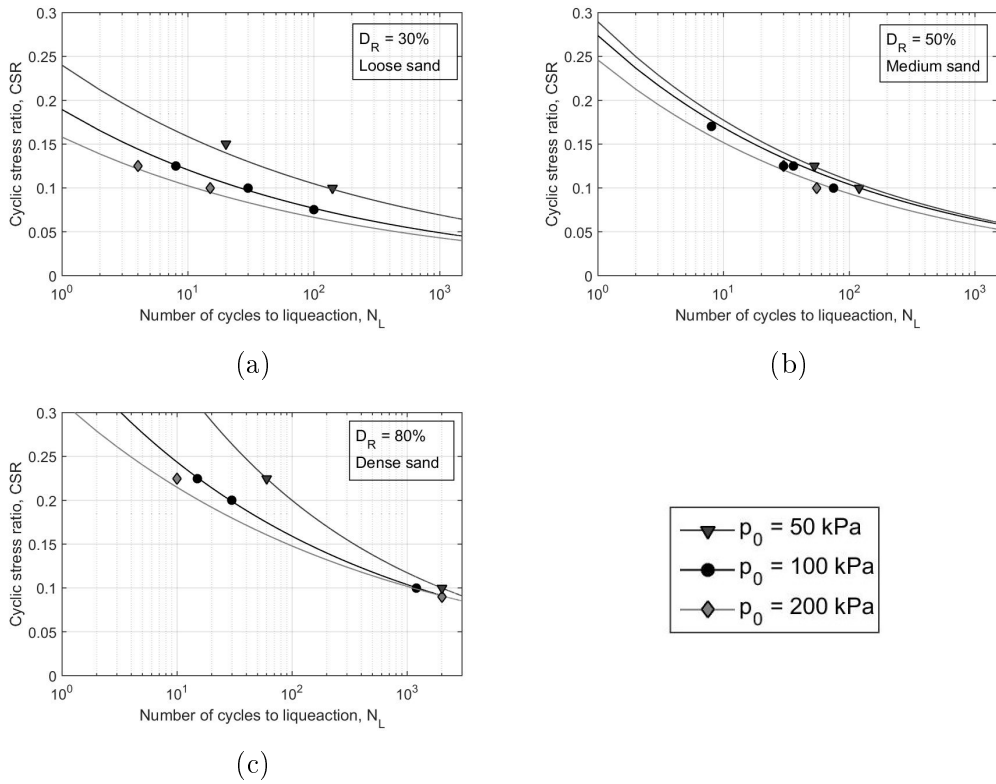 0.3
0.25
0.2
0.15
0.1
0.05
0
Cyclic stress ratio, CSR
D_R = 30%
Loose sand
10^0 10^1 10^2 10^3
Number of cycles to liqueaction, N_L
(a)
0.3
0.25
0.2
0.15
0.1
0.05
0
Cyclic stress ratio, CSR
D_R = 50%
Medium sand
10^0 10^1 10^2 10^3
Number of cycles to liqueaction, N_L
(b)
0.3
0.25
0.2
0.15
0.1
0.05
0
Cyclic stress ratio, CSR
D_R = 80%
Dense sand
10^0 10^1 10^2 10^3
Number of cycles to liqueaction, N_L
(c)
p_0 = 50 kPa
p_0 = 100 kPa
p_0 = 200 kPa